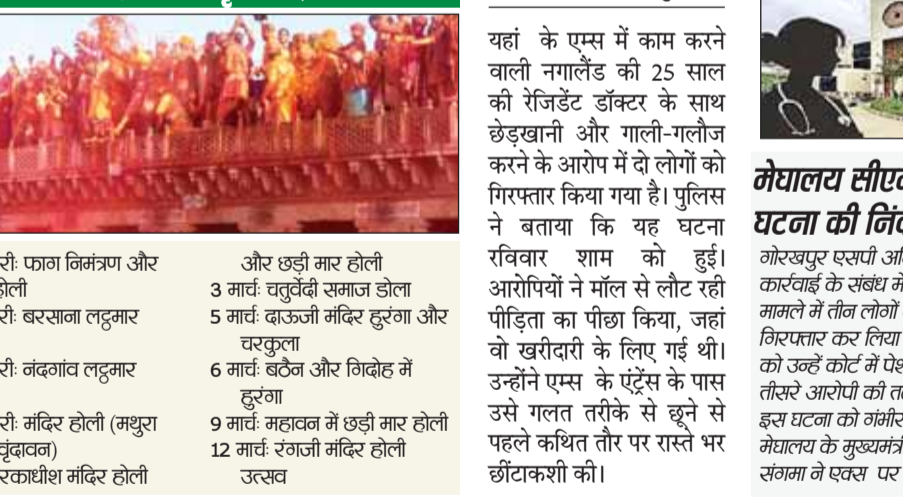 रीः फाग निमंत्रण और
होली
रीः बरसाना लट्ठमार
रीः नंदगांव लट्ठमार
रीः मंदिर होली (मथुरा
वृंदावन)
रकाधीश मंदिर होली
और छड़ी मार होली
3 मार्चः चतुर्वेदी समाज डोला
5 मार्चः दाऊजी मंदिर हुरंगा और
चरकुला
6 मार्चः बठैन और गिदोह में
हुरंगा
9 मार्चः महावन में छड़ी मार होली
12 मार्चः रंगजी मंदिर होली
उत्सव
यहां के एम्स में काम करने
वाली नगालैंड की 25 साल
की रेजिडेंट डॉक्टर के साथ
छेड़खानी और गाली-गलौज
करने के आरोप में दो लोगों को
गिरफ्तार किया गया है। पुलिस
ने बताया कि यह घटना
रविवार शाम को हुई।
आरोपियों ने मॉल से लौट रही
पीड़िता का पीछा किया, जहां
वो खरीदारी के लिए गई थी।
उन्होंने एम्स के एंट्रेंस के पास
उसे गलत तरीके से छूने से
पहले कथित तौर पर रास्ते भर
छींटाकशी की।
मेघालय
घटना की
गोरखपुर एसपी
कार्रवाई के संबंध में
मामले में तीन लोगों
गिरफ्तार कर लिया
को उन्हें कोर्ट में
तीसरे आरोपी की
इस घटना को गंभीर
मेघालय के मुख्यमंत्री
संगमा ने एक्स पर